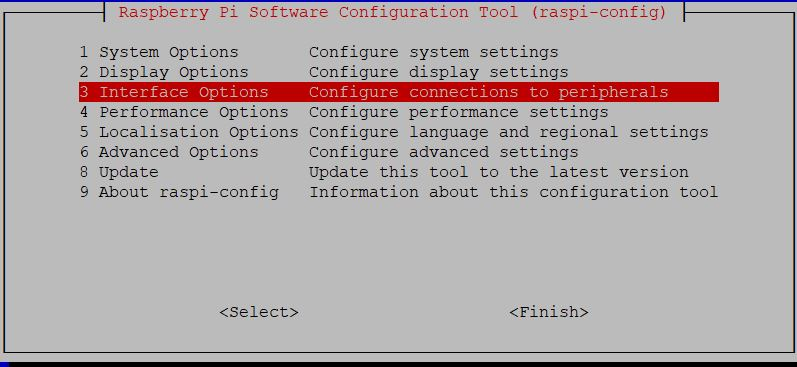 Raspberry Pi Software Configuration Tool (raspi-config)
1 System Options Configure system settings
2 Display Options Configure display settings
3 Interface Options Configure connections to peripherals
4 Performance Options Configure performance settings
5 Localisation Options Configure language and regional settings
6 Advanced Options Configure advanced settings
8 Update Update this tool to the latest version
9 About raspi-config Information about this configuration tool
<Select> <Finish>